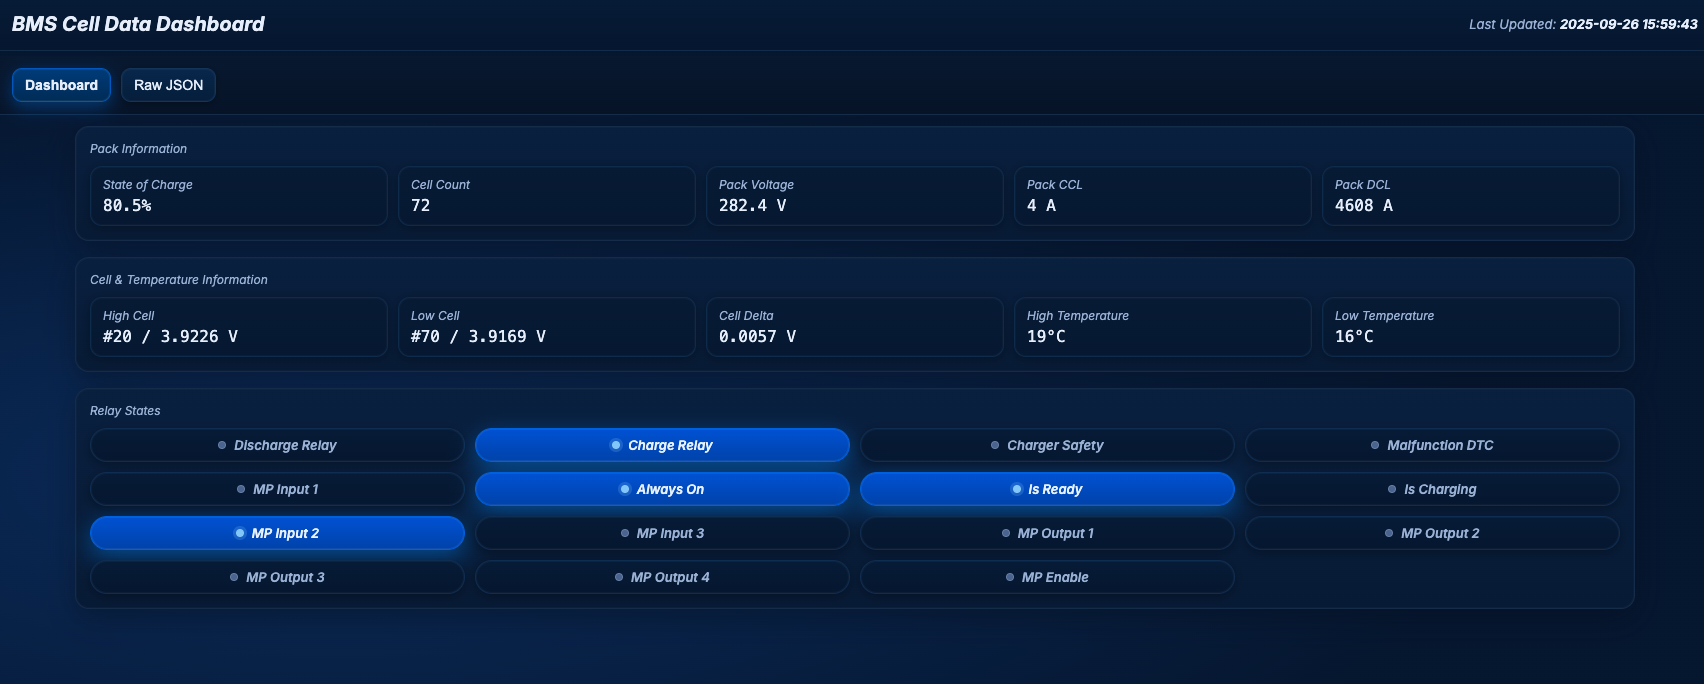 BMS Cell Data Dashboard
Last Updated: 2025-09-26 15:59:43
Dashboard
Raw JSON
Pack Information
State of Charge
80.5%
Cell Count
72
Pack Voltage
282.4 V
Pack CCL
4 A
Pack DCL
4608 A
Cell & Temperature Information
High Cell
#20 / 3.9226 V
Low Cell
#70 / 3.9169 V
Cell Delta
0.0057 V
High Temperature
19°C
Low Temperature
16°C
Relay States
Discharge Relay
Charge Relay
Charger Safety
Malfunction DTC
MP Input 1
Always On
Is Ready
Is Charging
MP Input 2
MP Input 3
MP Output 1
MP Output 2
MP Output 3
MP Output 4
MP Enable